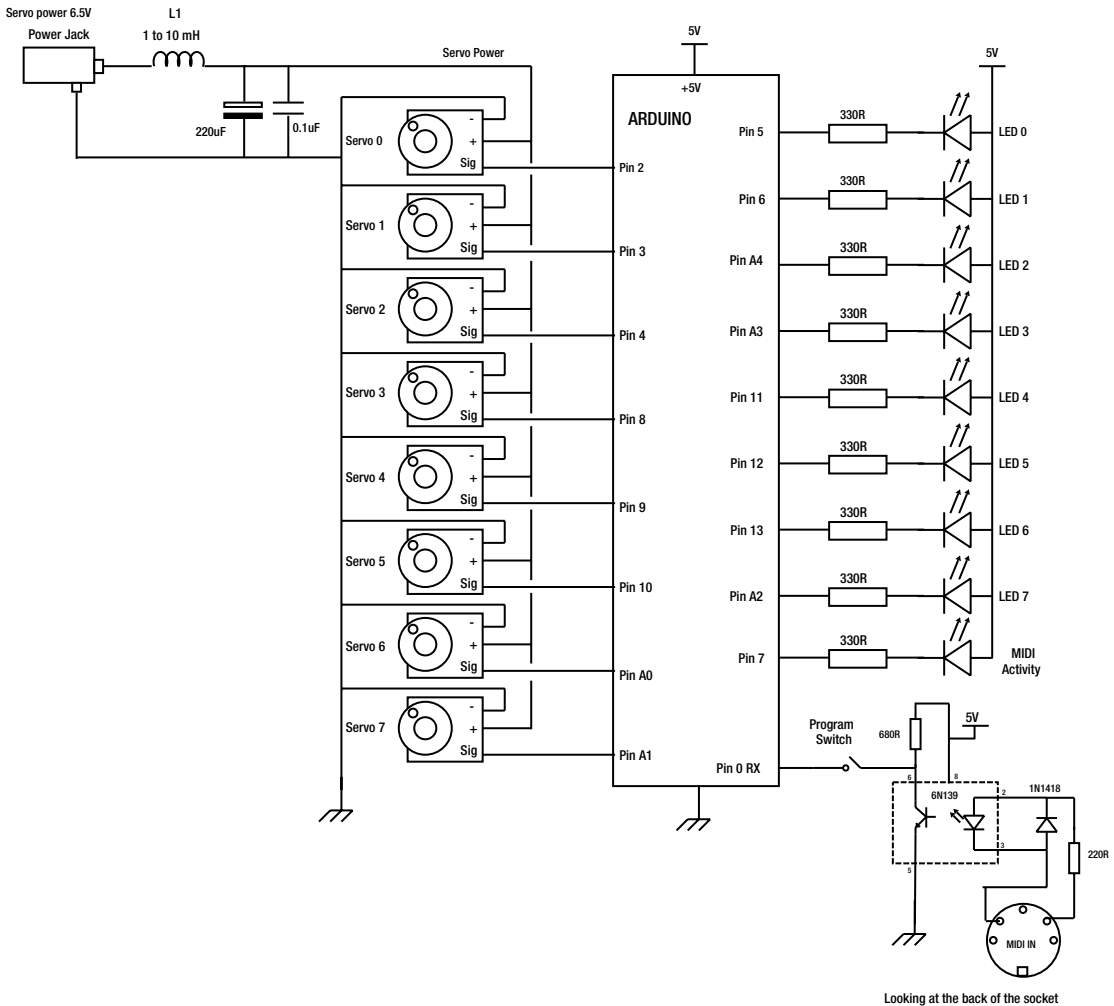 Servo power 6.5V
Power Jack
L1
1 to 10 mH
Servo Power
220uF
0.1uF
Servo 0
-
+
Sig
Servo 1
-
+
Sig
Servo 2
-
+
Sig
Servo 3
-
+
Sig
Servo 4
-
+
Sig
Servo 5
-
+
Sig
Servo 6
-
+
Sig
Servo 7
-
+
Sig
5V
+5V
ARDUINO
Pin 2
Pin 3
Pin 4
Pin 8
Pin 9
Pin 10
Pin A0
Pin A1
Pin 5
Pin 6
Pin A4
Pin A3
Pin 11
Pin 12
Pin 13
Pin A2
Pin 7
Pin 0 RX
5V
330R
LED 0
330R
LED 1
330R
LED 2
330R
LED 3
330R
LED 4
330R
LED 5
330R
LED 6
330R
LED 7
330R
MIDI
Activity
Program
Switch
680R
5V
6
8
6N139
2
1N1418
3
5
220R
MIDI IN
Looking at the back of the socket